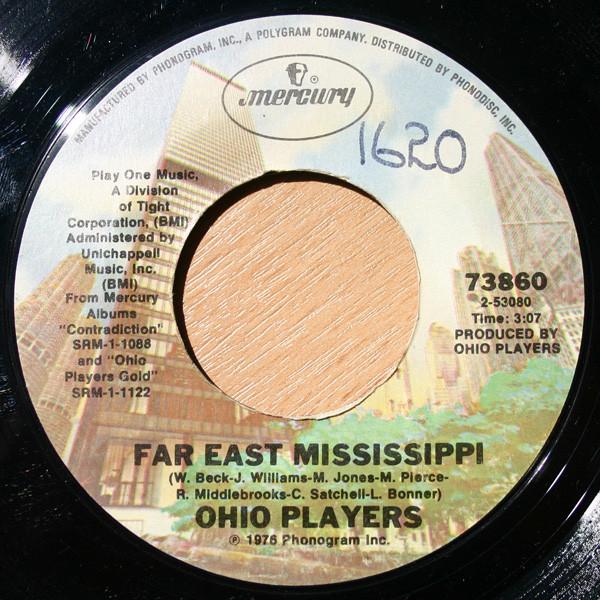 MANUFACTURED BY PHONOGRAM, INC., A POLYGRAM COMPANY. DISTRIBUTED BY PHONODISC, INC.
mercury
®
1620
Play One Music,
A Division
of Tight
Corporation, (BMI)
Administered by
Unichappell
Music, Inc.
(BMI)
From Mercury
Albums
"Contradiction"
SRM-1-1088
and "Ohio
Players Gold"
SRM-1-1122
73860
2-53080
Time: 3:07
PRODUCED BY
OHIO PLAYERS
FAR EAST MISSISSIPPI
(W. Beck-J. Williams-M. Jones-M. Pierce-
R. Middlebrooks-C. Satchell-L. Bonner)
OHIO PLAYERS
℗ 1976 Phonogram Inc.